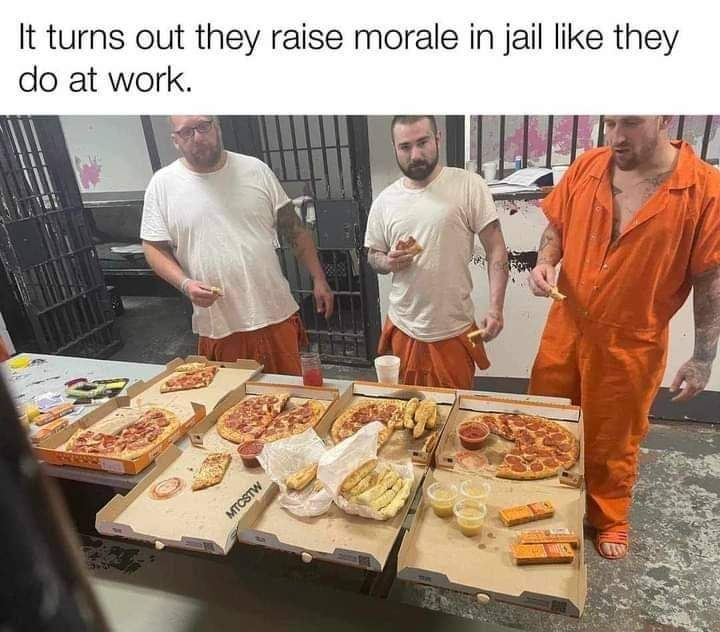 It turns out they raise morale in jail like they
do at work.
MTCSTW